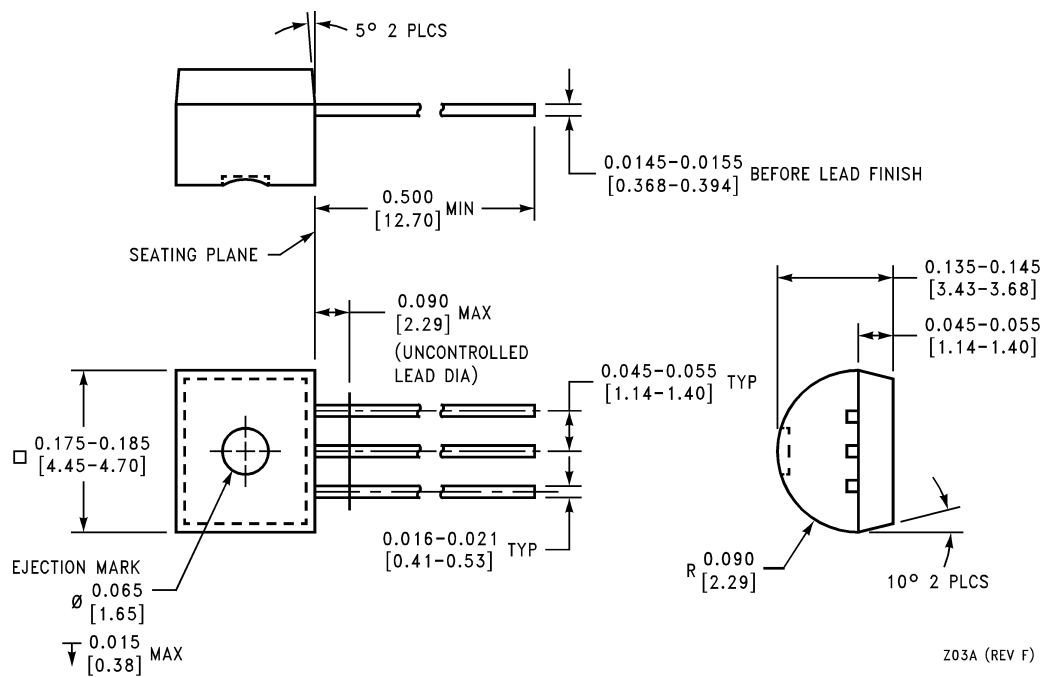 5° 2 PLCS
0.0145–0.0155
[0.368–0.394] BEFORE LEAD FINISH
0.500
[12.70] MIN
SEATING PLANE
0.135–0.145
[3.43–3.68]
0.090
[2.29] MAX
(UNCONTROLLED
LEAD DIA)
0.045–0.055
[1.14–1.40]
0.045–0.055
[1.14–1.40] TYP
0.175–0.185
[4.45–4.70]
0.016–0.021
[0.41–0.53] TYP
EJECTION MARK
Ø 0.065
[1.65]
0.015
[0.38] MAX
R 0.090
[2.29]
10° 2 PLCS
Z03A (REV F)